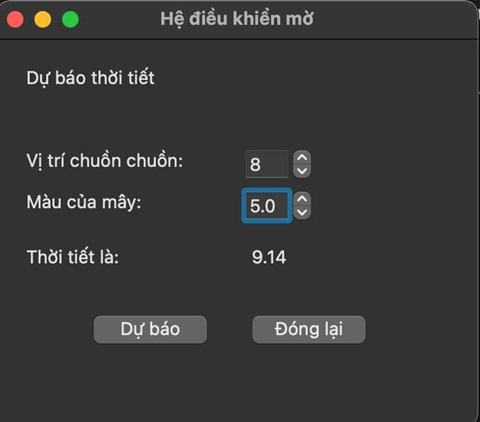 Hệ điều khiển mờ
Dự báo thời tiết
Vị trí chuồn chuồn: 8
Màu của mây: 5.0
Thời tiết là: 9.14
Dự báo Đóng lại